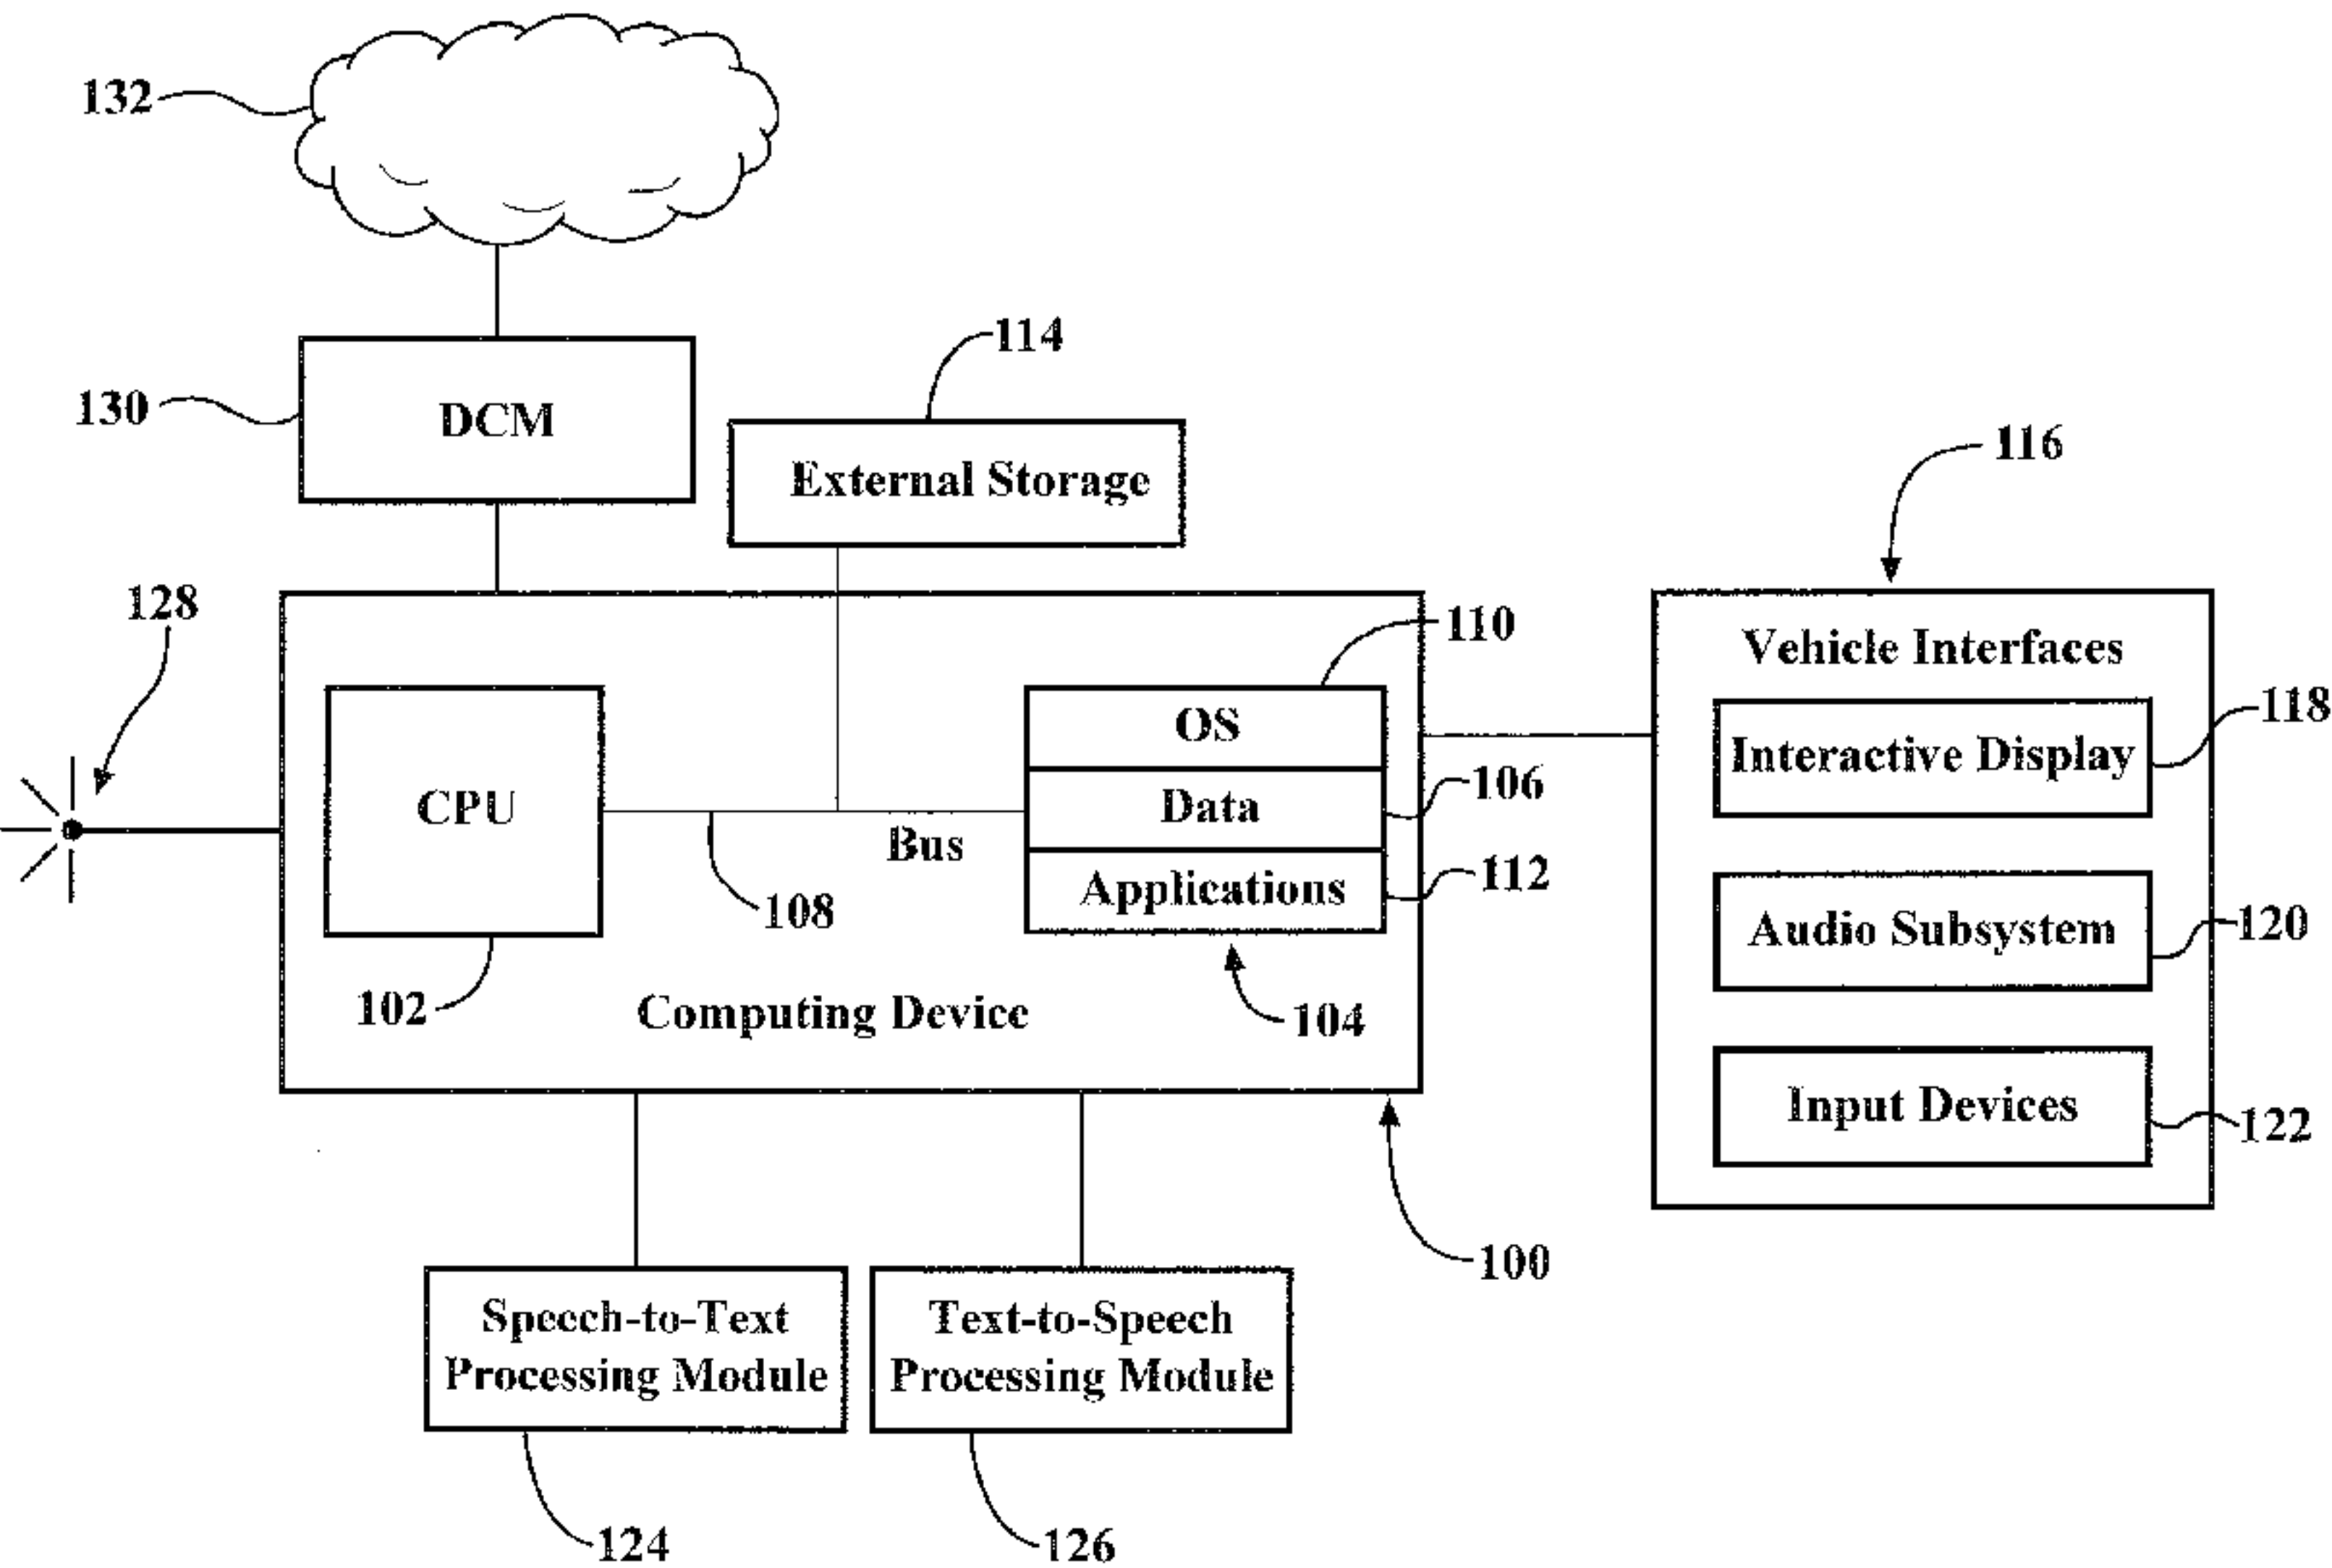 132
114
130
DCM
External Storage
116
128
110
Vehicle Interfaces
OS
118
Interactive Display
CPU
Data
106
Bus
Applications
112
108
Audio Subsystem
120
102
Computing Device
104
Input Devices
122
100
Speech-to-Text
Processing Module
Text-to-Speech
Processing Module
124
126